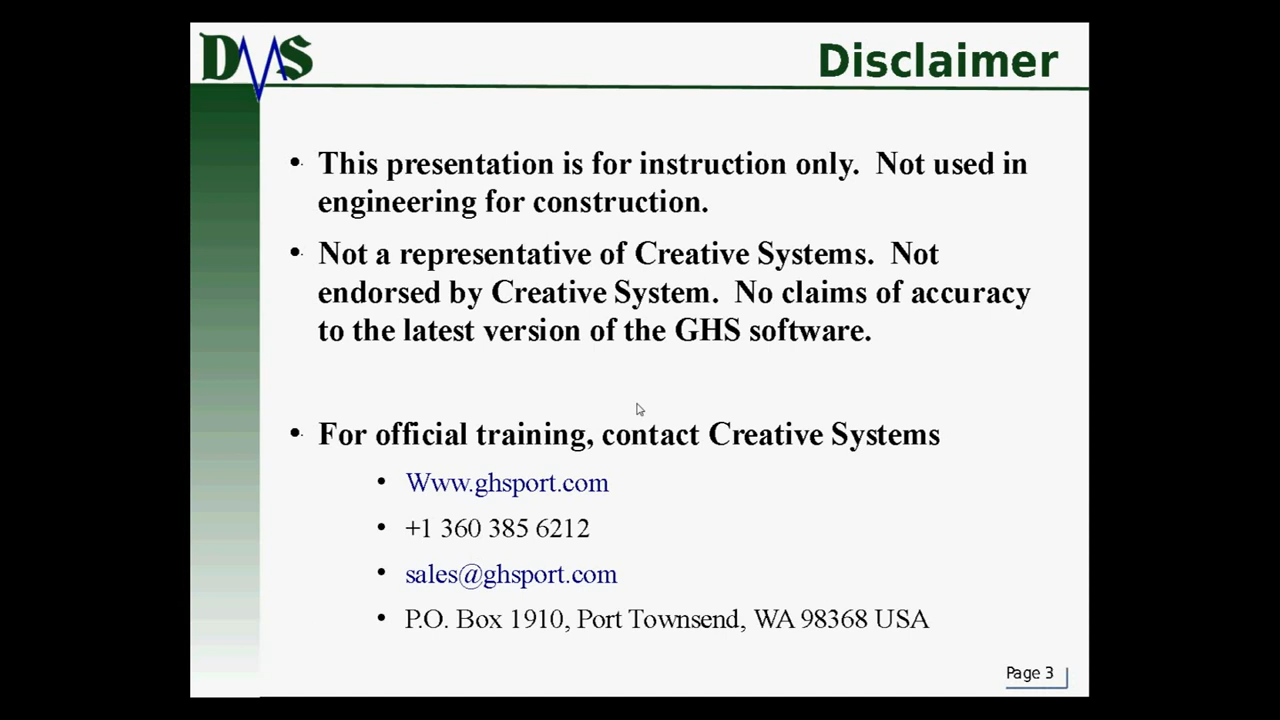 DMS
Disclaimer
• This presentation is for instruction only.  Not used in
engineering for construction.
• Not a representative of Creative Systems.  Not
endorsed by Creative System.  No claims of accuracy
to the latest version of the GHS software.
• For official training, contact Creative Systems
• Www.ghsport.com
• +1 360 385 6212
• sales@ghsport.com
• P.O. Box 1910, Port Townsend, WA 98368 USA
Page 3